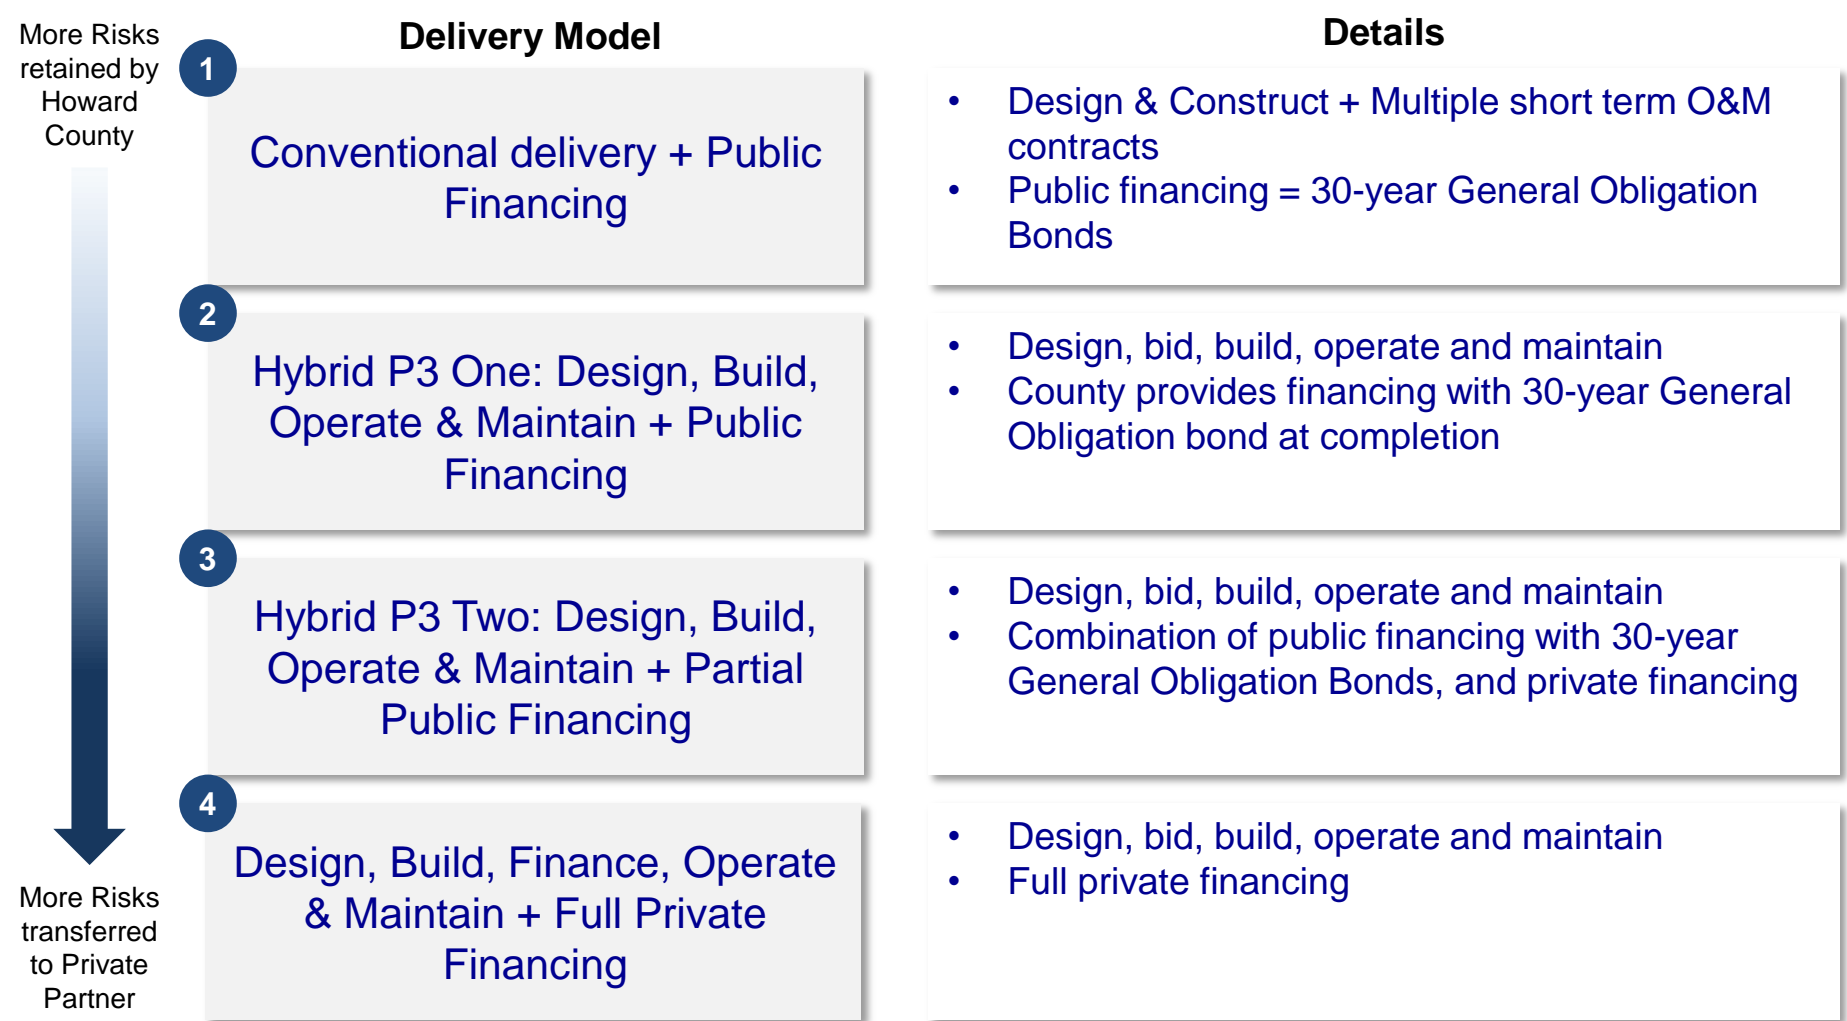 More Risks
retained by
Howard
County
Delivery Model
Details
1
Conventional delivery + Public
Financing
• Design & Construct + Multiple short term O&M
contracts
• Public financing = 30-year General Obligation
Bonds
2
Hybrid P3 One: Design, Build,
Operate & Maintain + Public
Financing
• Design, bid, build, operate and maintain
• County provides financing with 30-year General
Obligation bond at completion
3
Hybrid P3 Two: Design, Build,
Operate & Maintain + Partial
Public Financing
• Design, bid, build, operate and maintain
• Combination of public financing with 30-year
General Obligation Bonds, and private financing
4
Design, Build, Finance, Operate
& Maintain + Full Private
Financing
• Design, bid, build, operate and maintain
• Full private financing
More Risks
transferred
to Private
Partner